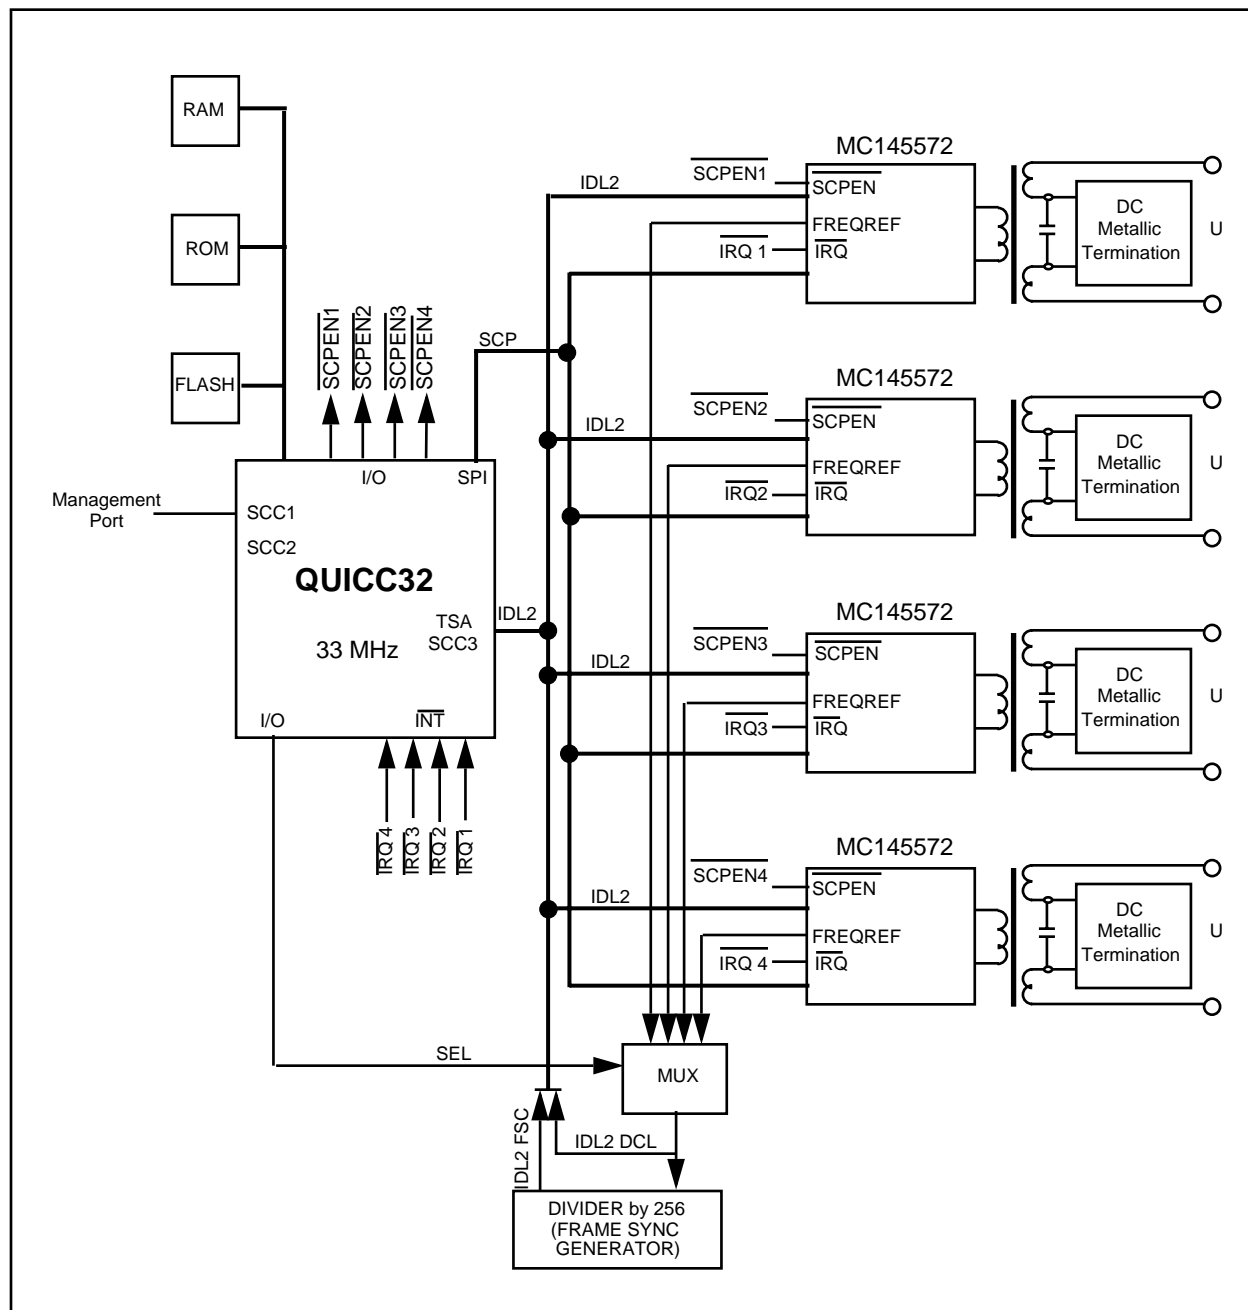 RAM
ROM
FLASH
SCPEN1
SCPEN2
SCPEN3
SCPEN4
SCP
I/O
SPI
Management
Port
SCC1
SCC2
QUICC32
33 MHz
TSA
SCC3
IDL2
I/O
INT
IRQ 4
IRQ 3
IRQ 2
IRQ 1
MC145572
SCPEN1
SCPEN
IDL2
FREQREF
IRQ 1
IRQ
DC
Metallic
Termination
U
MC145572
SCPEN2
SCPEN
IDL2
FREQREF
IRQ2
IRQ
DC
Metallic
Termination
U
MC145572
SCPEN3
SCPEN
IDL2
FREQREF
IRQ3
IRQ
DC
Metallic
Termination
U
MC145572
SCPEN4
SCPEN
IDL2
FREQREF
IRQ 4
IRQ
DC
Metallic
Termination
U
SEL
MUX
IDL2 FSC
IDL2 DCL
DIVIDER by 256
(FRAME SYNC
GENERATOR)